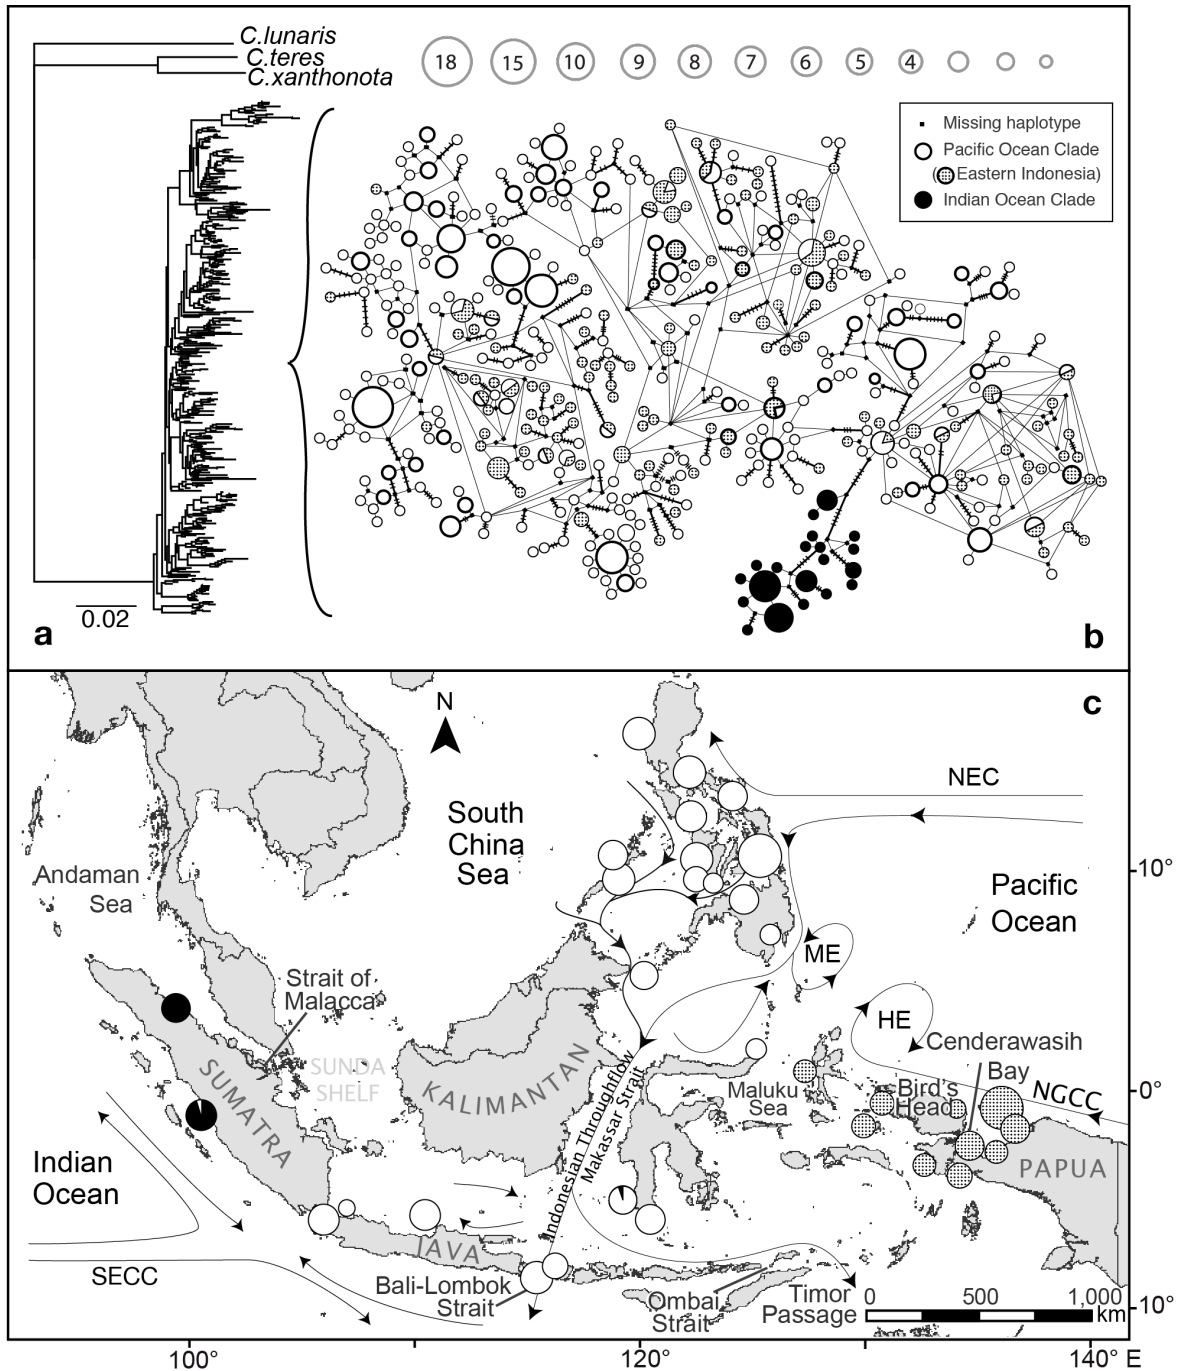 C.lunaris
C.teres
C.xanthonota
18 15 10 9 8 7 6 5 4
Missing haplotype
Pacific Ocean Clade
( Eastern Indonesia)
Indian Ocean Clade
0.02
a
b
c
N
NEC
South
China
Sea
Andaman
Sea
10°
Pacific
Ocean
ME
Strait of
Malacca
HE
SUNDA
SHELF
Cenderawasih
Bay
SUMATRA
KALIMANTAN
Indonesian Throughflow
Makassar Strait
Maluku
Sea
Bird's
Head
NGCC
0°
Indian
Ocean
PAPUA
JAVA
SECC
Bali-Lombok
Strait
Ombai
Strait
Timor
Passage
0 500 1,000
km
10°
100° 120° 140° E